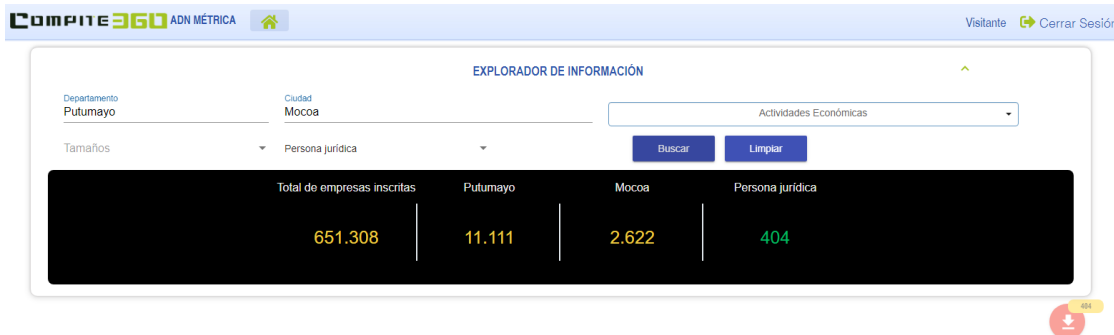 COMPITE360 ADN MÉTRICA
Visitante Cerrar Sesión
EXPLORADOR DE INFORMACIÓN
Departamento Ciudad
Putumayo Mocoa Actividades Económicas
Tamaños Persona jurídica Buscar Limpiar
Total de empresas inscritas Putumayo Mocoa Persona jurídica
651.308 11.111 2.622 404
404